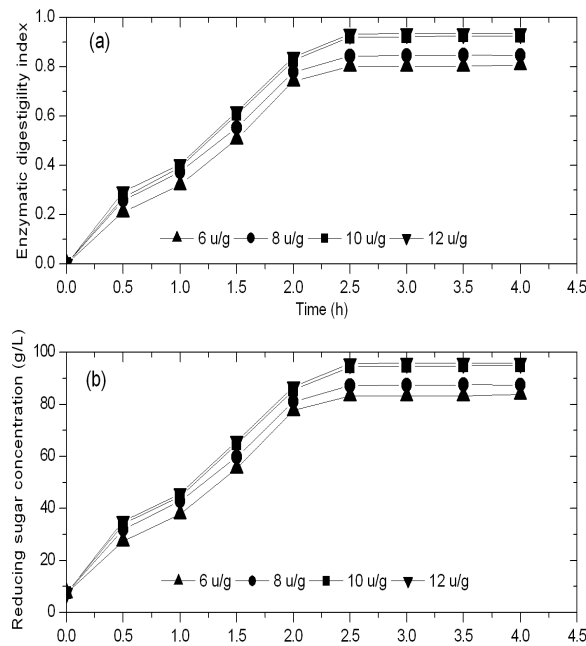 (a)
Enzymatic digestigility index
1.0
0.8
0.6
0.4
0.2
0.0
6 u/g 8 u/g 10 u/g 12 u/g
0.0 0.5 1.0 1.5 2.0 2.5 3.0 3.5 4.0 4.5
Time (h)
(b)
Reducing sugar concentration (g/L)
100
80
60
40
20
0
6 u/g 8 u/g 10 u/g 12 u/g
0.0 0.5 1.0 1.5 2.0 2.5 3.0 3.5 4.0 4.5